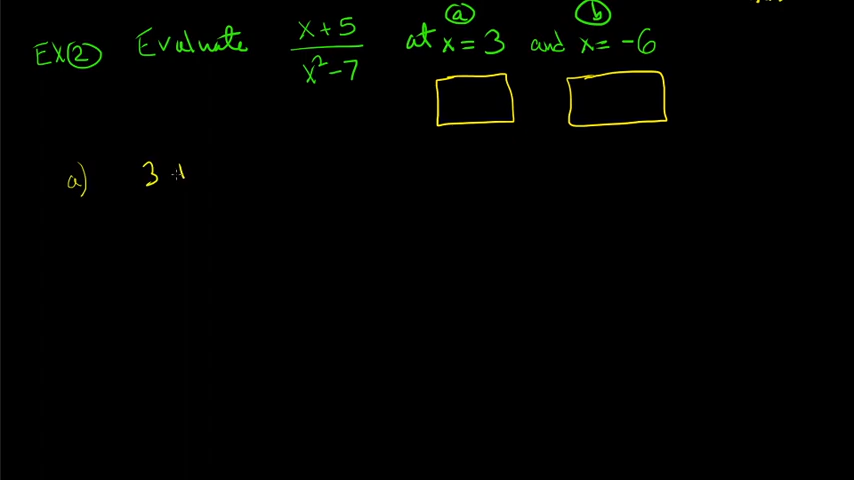 EX(2) Evaluate (x+5)/(x²-7) at x = 3 and x = -6
(a) (b)
a) 3 +